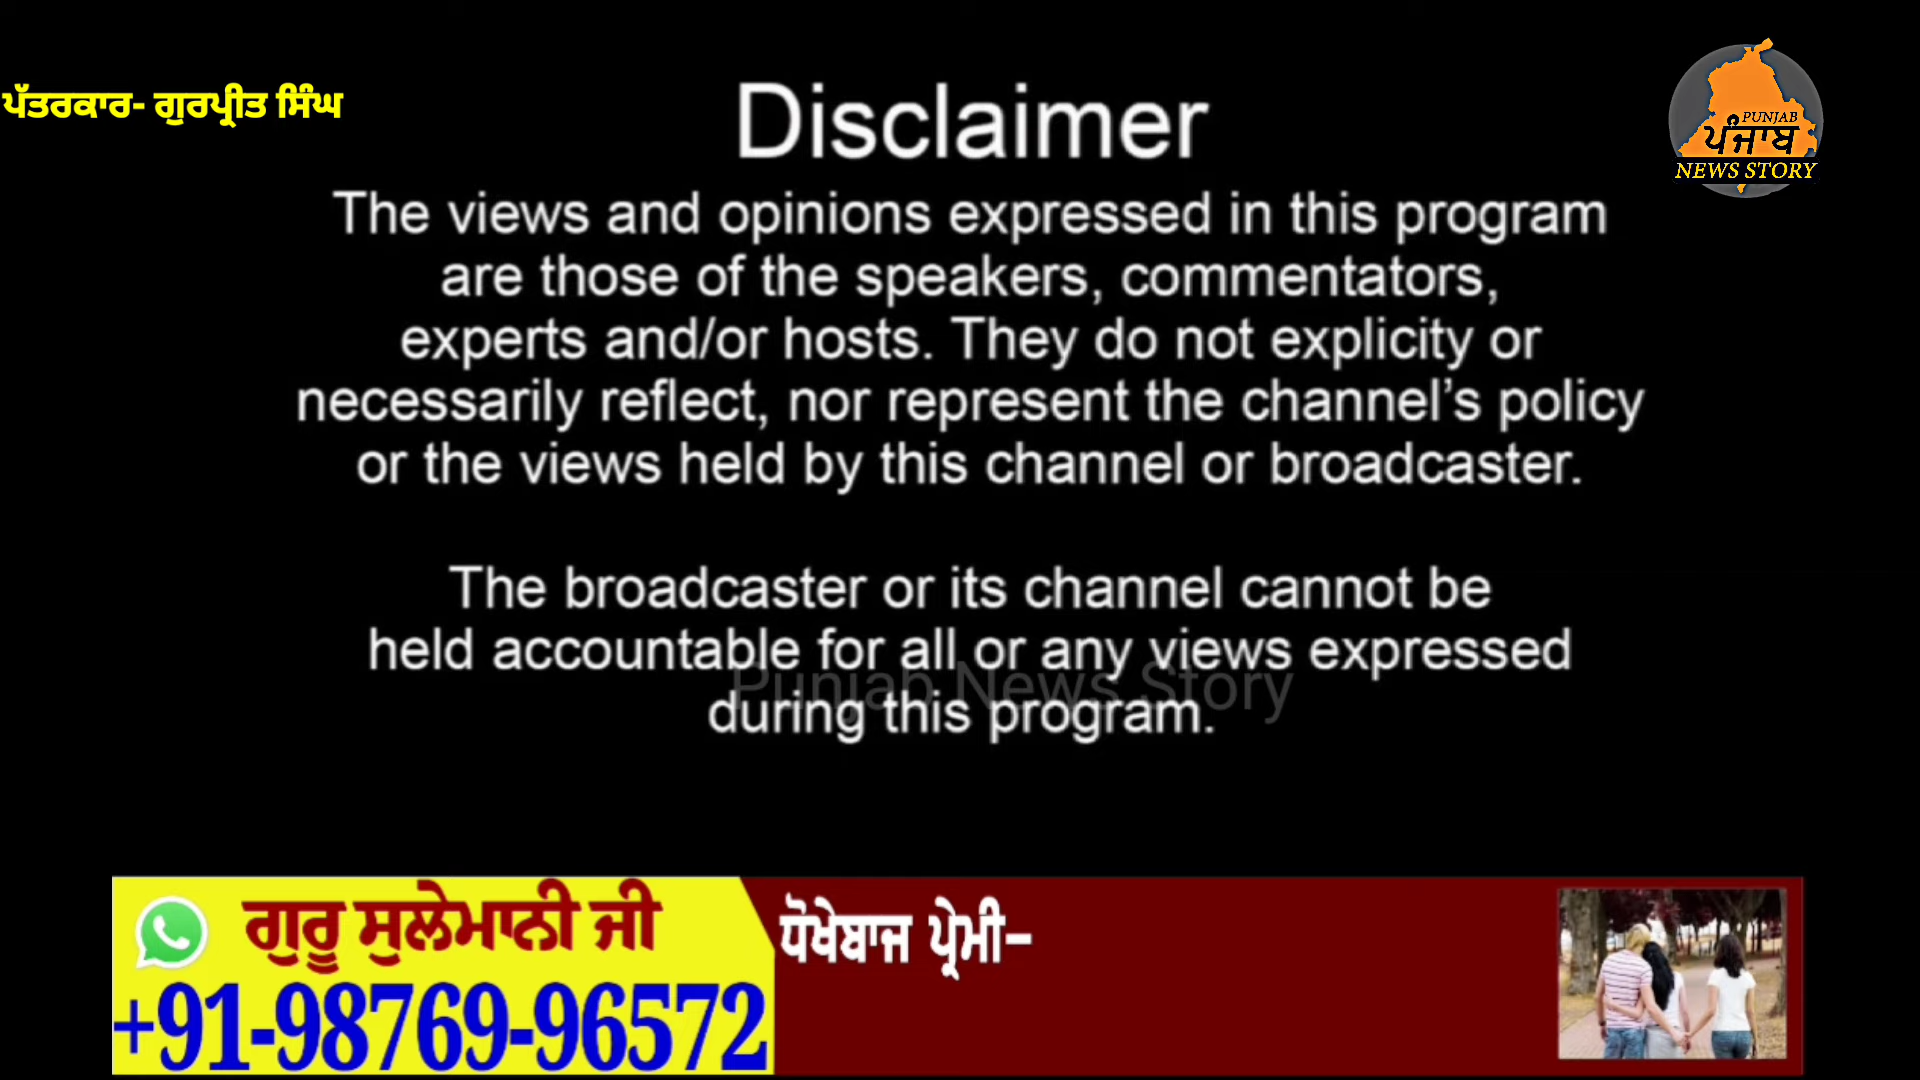 ਪੱਤਰਕਾਰ- ਗੁਰਪ੍ਰੀਤ ਸਿੰਘ
PUNJAB
ਪੰਜਾਬ
NEWS STORY
Disclaimer
The views and opinions expressed in this program
are those of the speakers, commentators,
experts and/or hosts. They do not explicity or
necessarily reflect, nor represent the channel's policy
or the views held by this channel or broadcaster.
The broadcaster or its channel cannot be
held accountable for all or any views expressed
Punjab News Story
during this program.
ਗੁਰੂ ਸੁਲੇਮਾਨੀ ਜੀ
+91-98769-96572
ਧੋਖੇਬਾਜ ਪ੍ਰੇਮੀ-